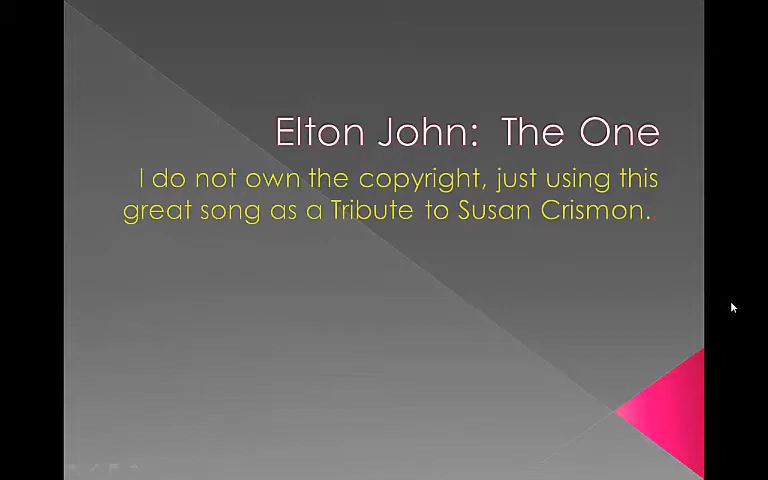 Elton John:  The One
I do not own the copyright, just using this
great song as a Tribute to Susan Crismon.